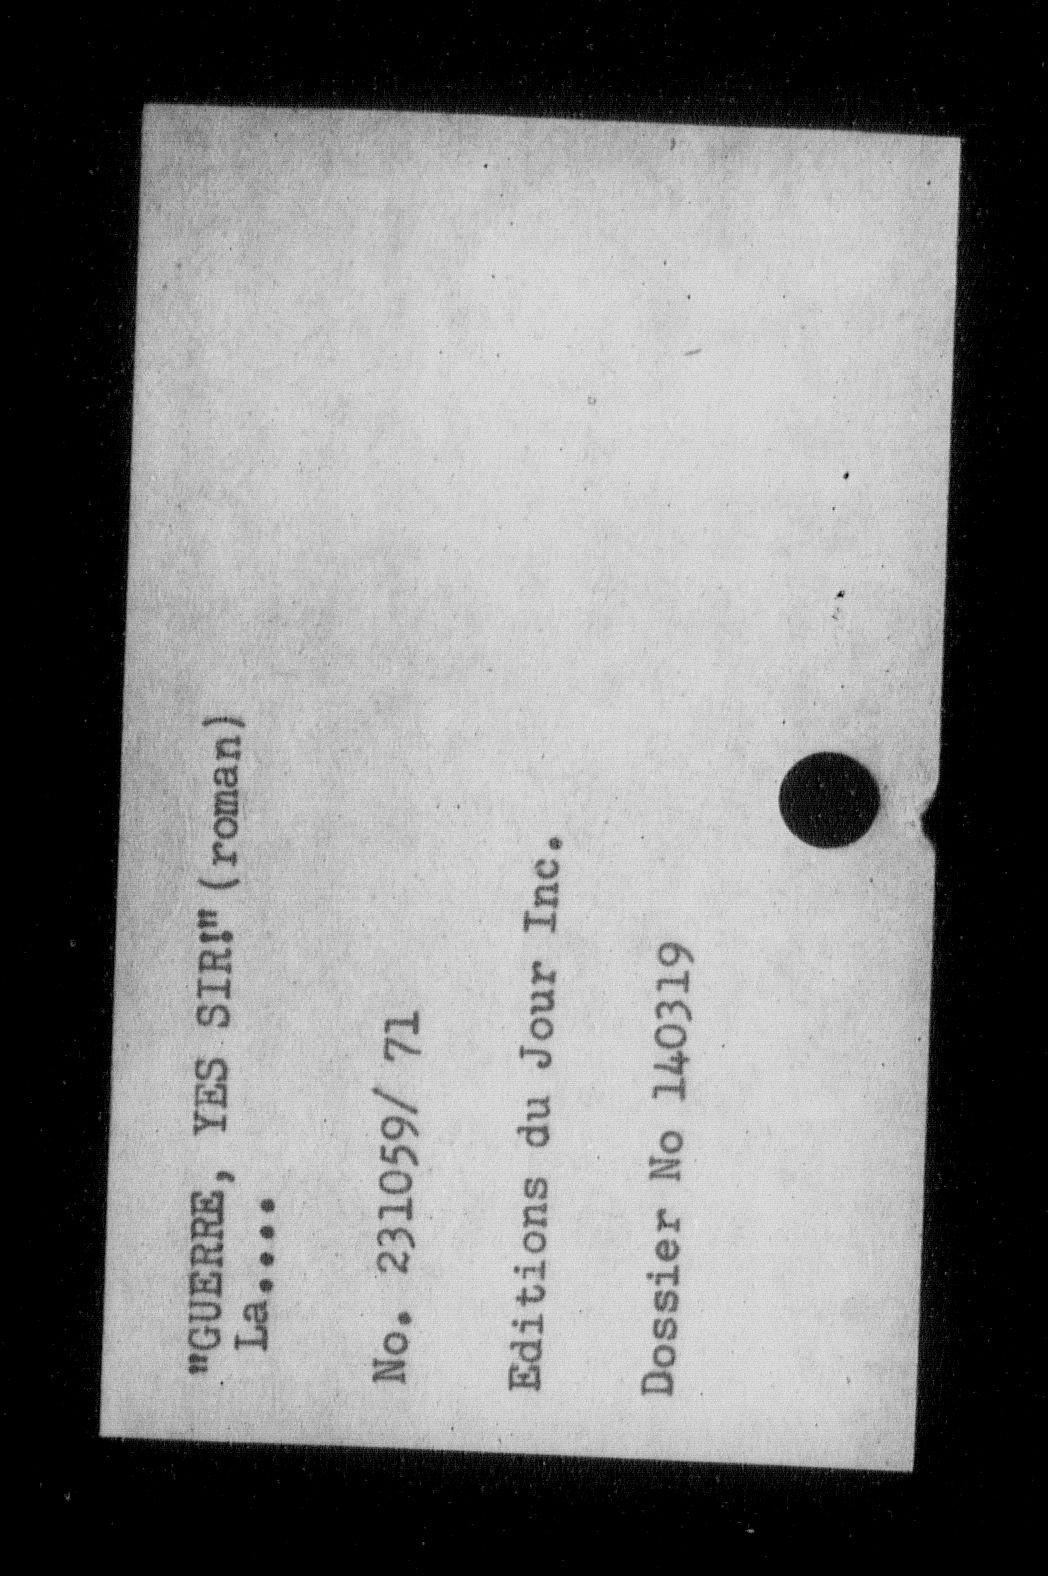 "GUERRE, YES SIR!" (roman)
La....
No. 231059/ 71
Editions du Jour Inc.
Dossier No 140319